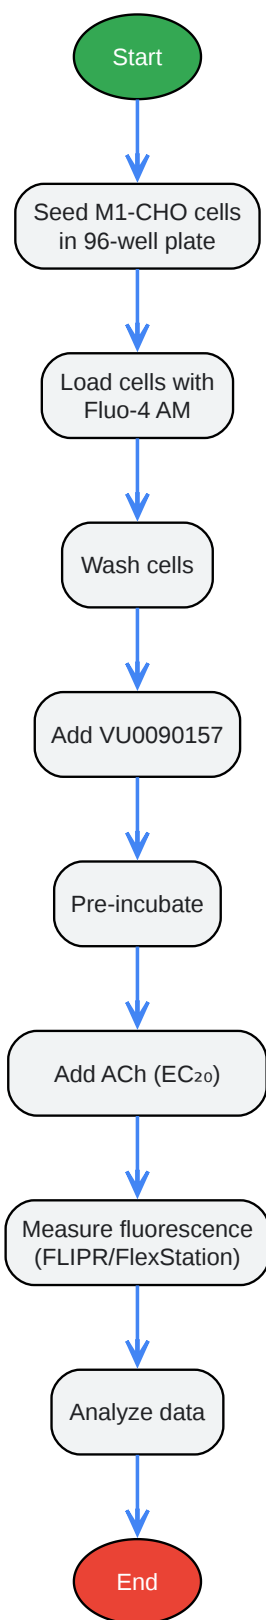 Start
Seed M1-CHO cells
in 96-well plate
Load cells with
Fluo-4 AM
Wash cells
Add VU0090157
Pre-incubate
Add ACh (EC₂₀)
Measure fluorescence
(FLIPR/FlexStation)
Analyze data
End